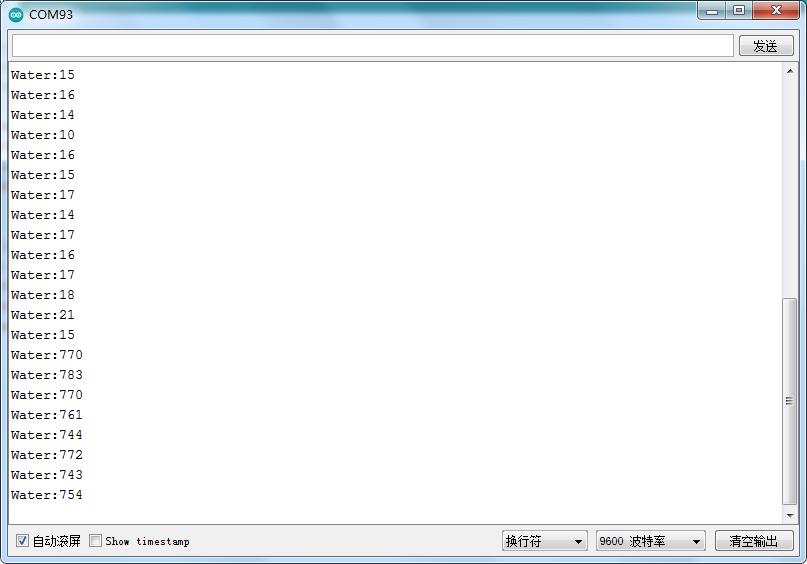 COM93
发送
Water:15
Water:16
Water:14
Water:10
Water:16
Water:15
Water:17
Water:14
Water:17
Water:16
Water:17
Water:18
Water:21
Water:15
Water:770
Water:783
Water:770
Water:761
Water:744
Water:772
Water:743
Water:754
自动滚屏 Show timestamp 换行符 9600 波特率 清空输出